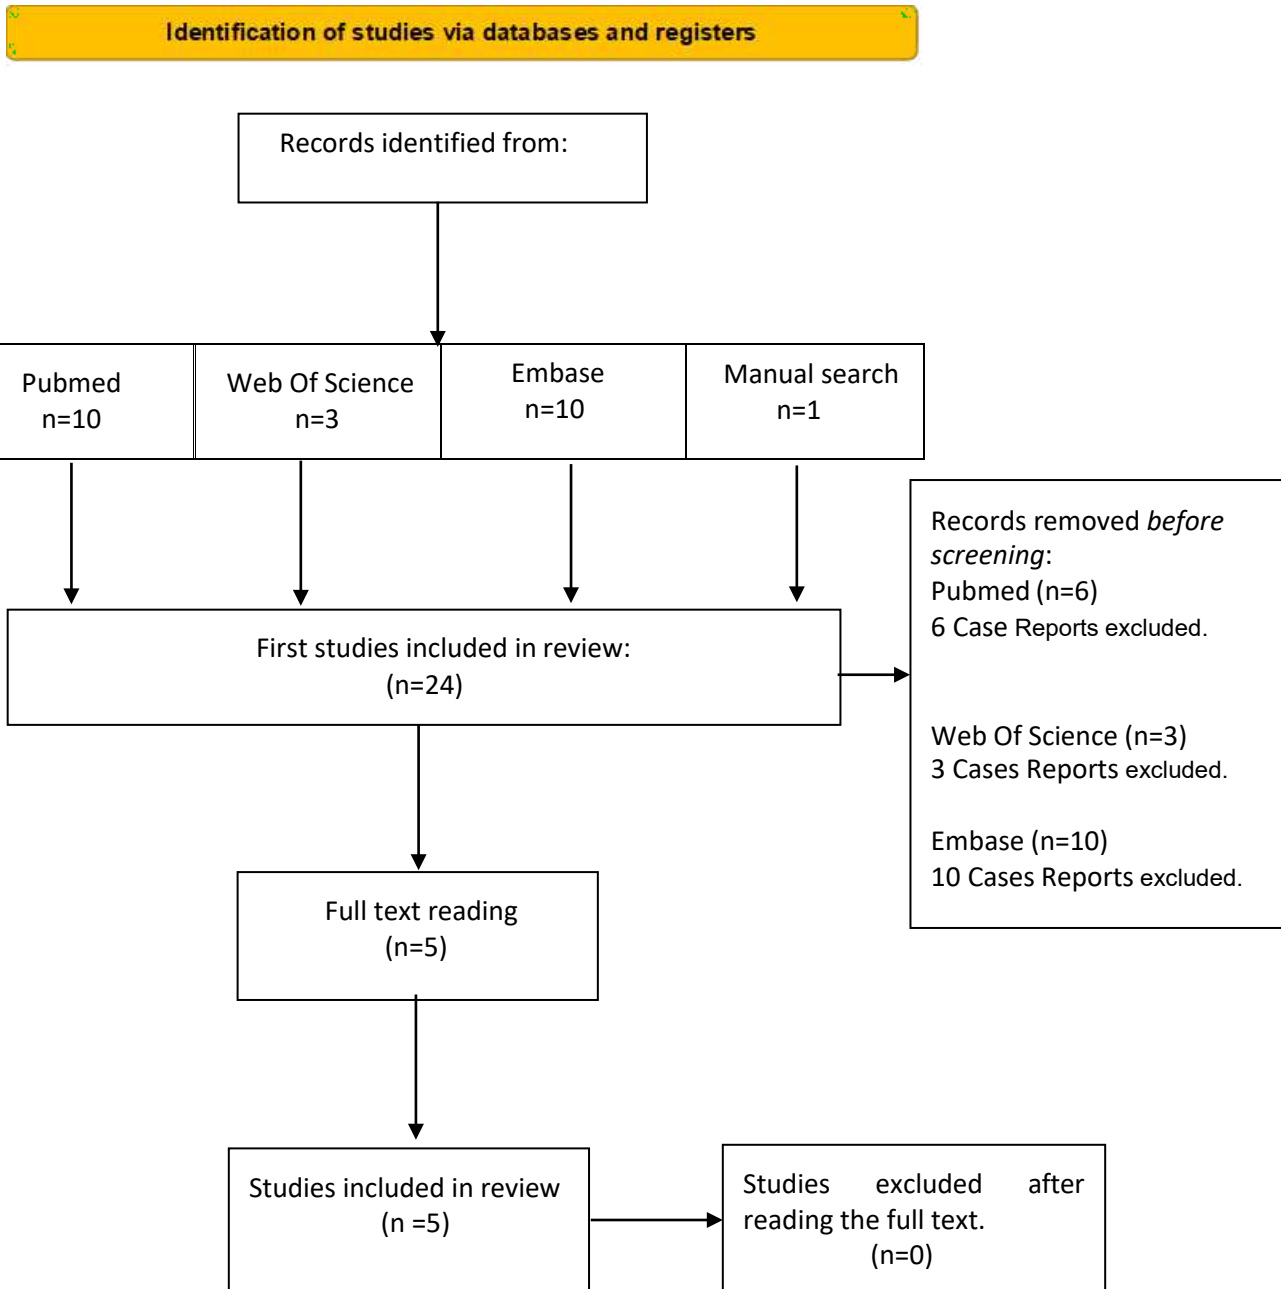 Identification of studies via databases and registers
Records identified from:
Pubmed
n=10
Web Of Science
n=3
Embase
n=10
Manual search
n=1
First studies included in review:
(n=24)
Records removed before
screening:
Pubmed (n=6)
6 Case Reports excluded.
Web Of Science (n=3)
3 Cases Reports excluded.
Embase (n=10)
10 Cases Reports excluded.
Full text reading
(n=5)
Studies included in review
(n =5)
Studies excluded after
reading the full text.
(n=0)